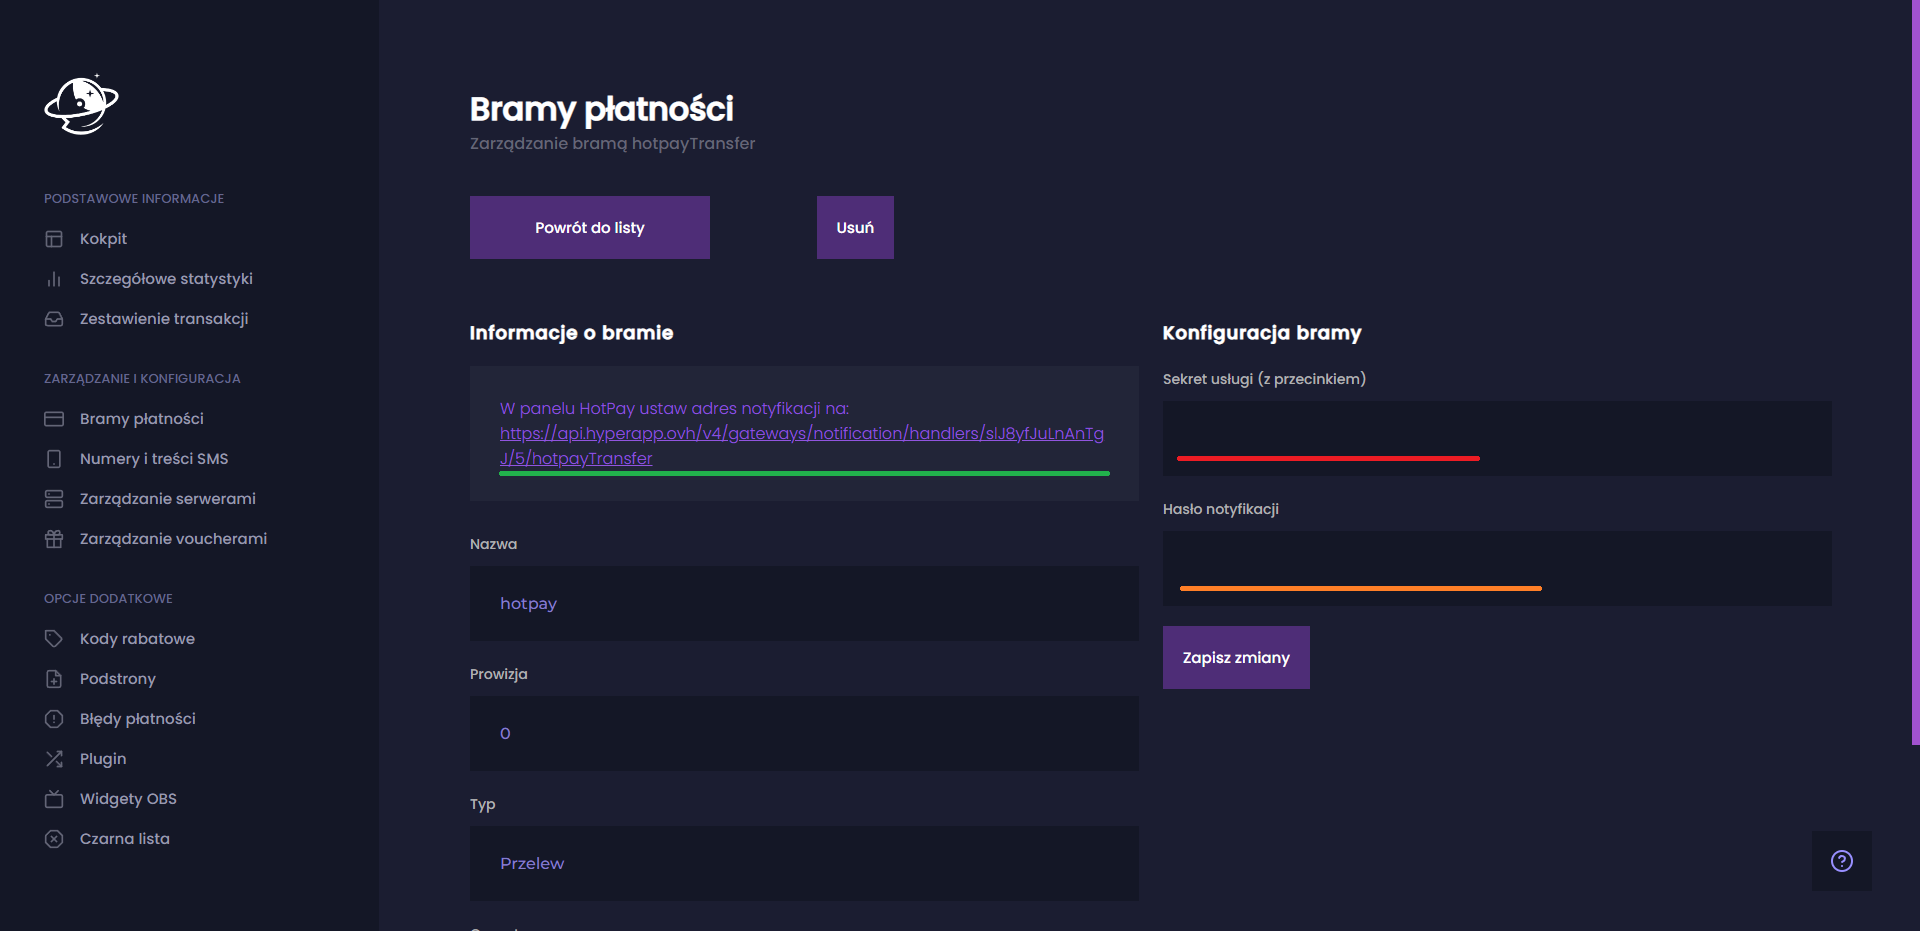 PODSTAWOWE INFORMACJE
Kokpit
Szczegółowe statystyki
Zestawienie transakcji
ZARZĄDZANIE I KONFIGURACJA
Bramy płatności
Numery i treści SMS
Zarządzanie serwerami
Zarządzanie voucherami
OPCJE DODATKOWE
Kody rabatowe
Podstrony
Błędy płatności
Plugin
Widgety OBS
Czarna lista
Bramy płatności
Zarządzanie bramą hotpayTransfer
Powrót do listy
Usuń
Informacje o bramie
W panelu HotPay ustaw adres notyfikacji na:
https://api.hyperapp.ovh/v4/gateways/notification/handlers/slJ8yfJuLnAnTg
J/5/hotpayTransfer
Nazwa
hotpay
Prowizja
0
Typ
Przelew
Konfiguracja bramy
Sekret usługi (z przecinkiem)
Hasło notyfikacji
Zapisz zmiany